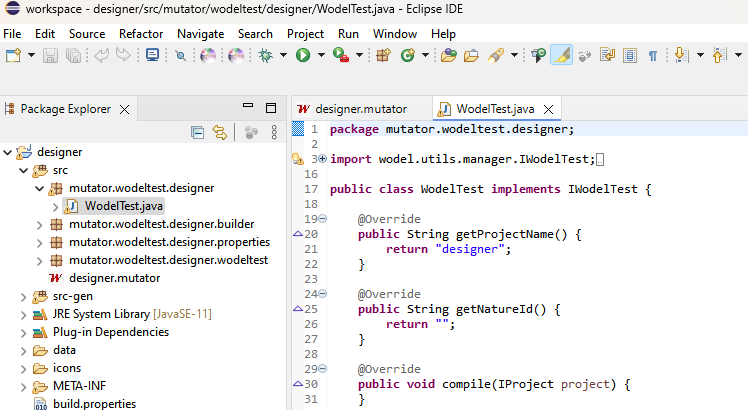 workspace - designer/src/mutator/wodeltest/designer/WodelTest.java - Eclipse IDE
File Edit Source Refactor Navigate Search Project Run Window Help
Package Explorer
designer
src
mutator.wodeltest.designer
WodelTest.java
mutator.wodeltest.designer.builder
mutator.wodeltest.designer.properties
mutator.wodeltest.designer.wodeltest
designer.mutator
src-gen
JRE System Library [JavaSE-11]
Plug-in Dependencies
data
icons
META-INF
build.properties
designer.mutator WodelTest.java
1 package mutator.wodeltest.designer;
2
3 import wodel.utils.manager.IWodelTest;
16
17 public class WodelTest implements IWodelTest {
18
19 @Override
20 public String getProjectName() {
21 return "designer";
22 }
23
24 @Override
25 public String getNatureId() {
26 return "";
27 }
28
29 @Override
30 public void compile(IProject project) {
31 }